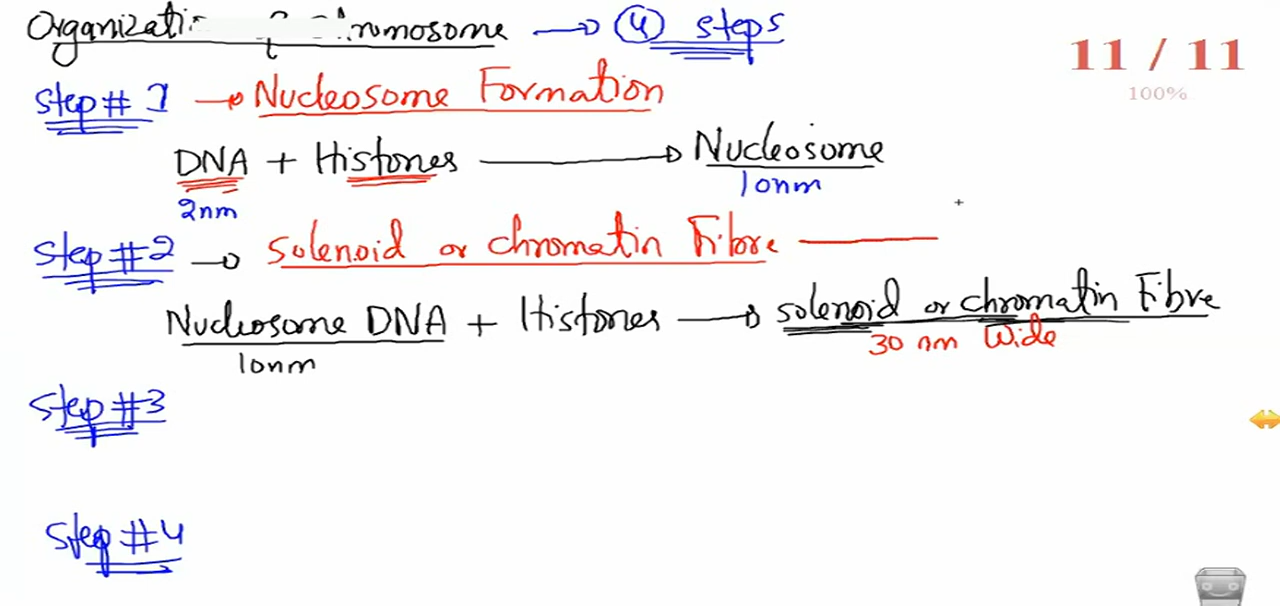 Organizati chromosome → ④ steps
11 / 11
100%
Step # 1 → Nucleosome Formation
DNA + Histones → Nucleosome
2nm 10nm
Step #2 → Solenoid or chromatin Fibre
Nucleosome DNA + Histones → solenoid or chromatin Fibre
10nm 30 nm Wide
Step #3
Step #4